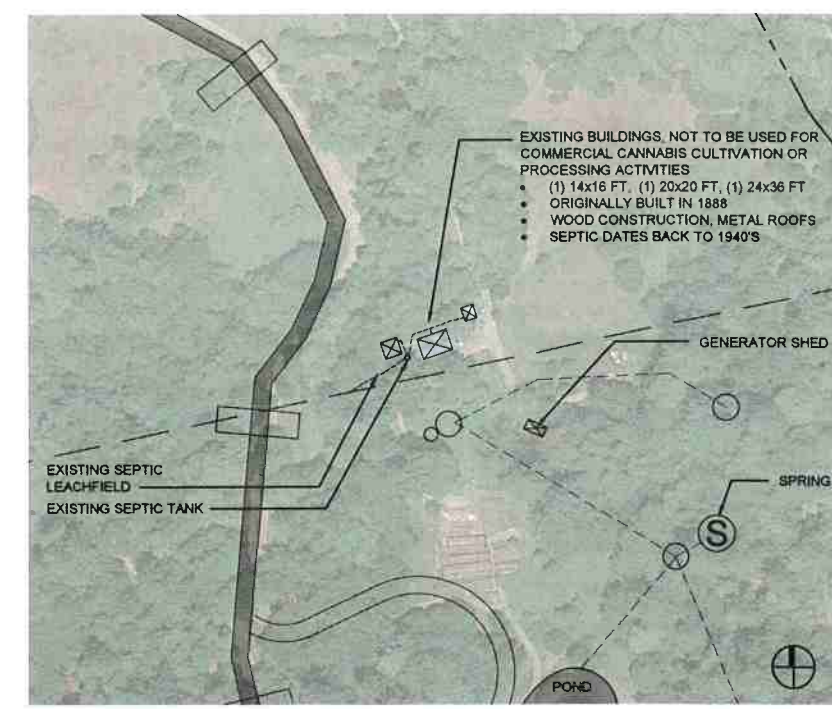 EXISTING BUILDINGS, NOT TO BE USED FOR
COMMERCIAL CANNABIS CULTIVATION OR
PROCESSING ACTIVITIES
• (1) 14x16 FT, (1) 20x20 FT, (1) 24x36 FT
• ORIGINALLY BUILT IN 1888
• WOOD CONSTRUCTION, METAL ROOFS
• SEPTIC DATES BACK TO 1940'S
GENERATOR SHED
EXISTING SEPTIC
LEACHFIELD
EXISTING SEPTIC TANK
SPRING
S
POND